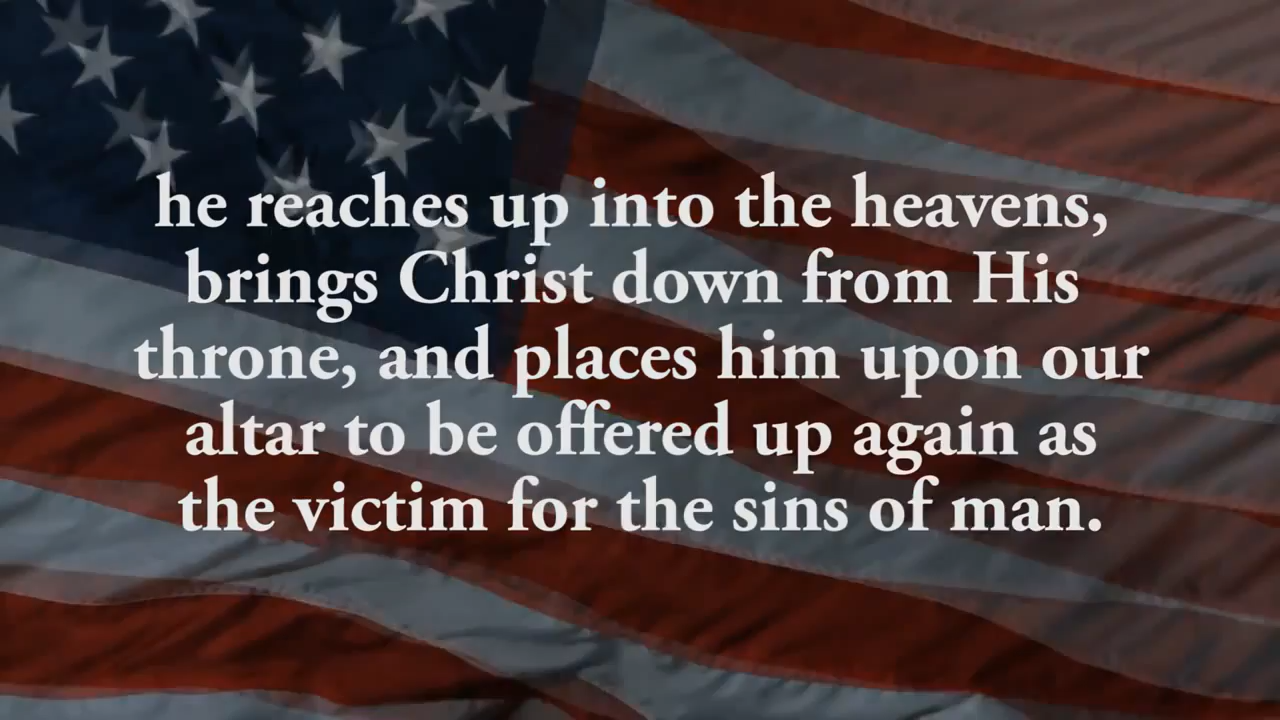 he reaches up into the heavens,
brings Christ down from His
throne, and places him upon our
altar to be offered up again as
the victim for the sins of man.